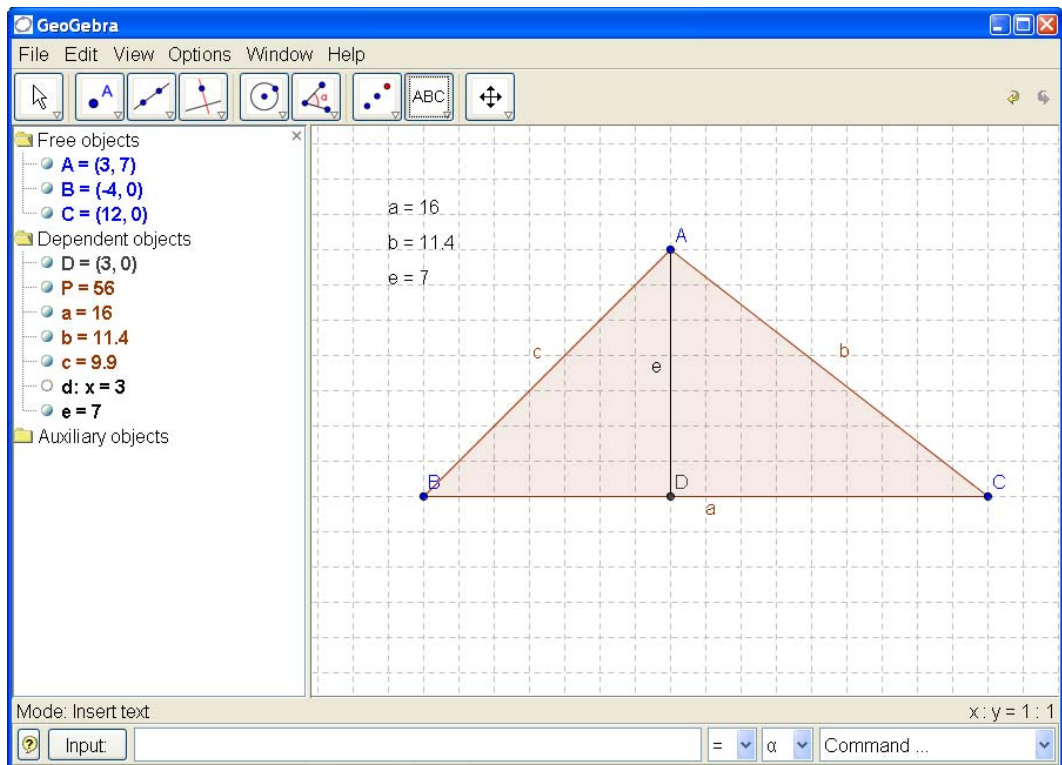 GeoGebra
File Edit View Options Window Help
A ABC
Free objects
A = (3, 7)
B = (-4, 0)
C = (12, 0)
Dependent objects
D = (3, 0)
P = 56
a = 16
b = 11.4
c = 9.9
d: x = 3
e = 7
Auxiliary objects
a = 16
b = 11.4
e = 7
A
c
b
e
B
D
C
a
Mode: Insert text
x : y = 1 : 1
? Input: = α Command ...